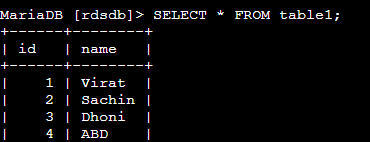 MariaDB [rdsdb]> SELECT * FROM table1;
+------+--------+
| id   | name   |
+------+--------+
|    1 | Virat  |
|    2 | Sachin |
|    3 | Dhoni  |
|    4 | ABD    |